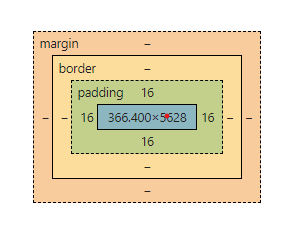 margin –
border –
padding 16
– – 16 366.400×5628 16 – –
16
–
–